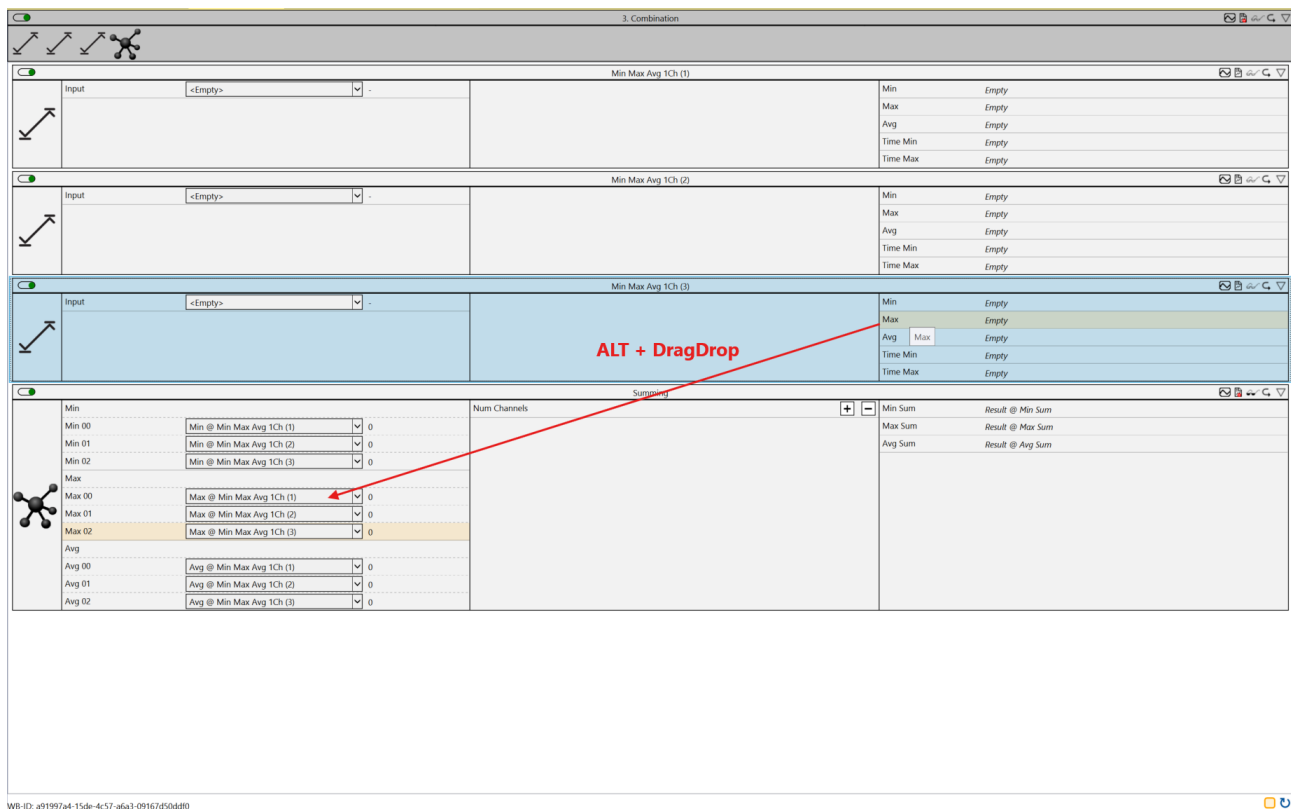 3. Combination
Min Max Avg 1Ch (1)
Input <Empty> - Min Empty
Max Empty
Avg Empty
Time Min Empty
Time Max Empty
Min Max Avg 1Ch (2)
Input <Empty> - Min Empty
Max Empty
Avg Empty
Time Min Empty
Time Max Empty
Min Max Avg 1Ch (3)
Input <Empty> - Min Empty
Max Empty
Avg Max Empty
ALT + DragDrop
Time Min Empty
Time Max Empty
Summing
Min Num Channels + - Min Sum Result @ Min Sum
Min 00 Min @ Min Max Avg 1Ch (1) 0 Max Sum Result @ Max Sum
Min 01 Min @ Min Max Avg 1Ch (2) 0 Avg Sum Result @ Avg Sum
Min 02 Min @ Min Max Avg 1Ch (3) 0
Max
Max 00 Max @ Min Max Avg 1Ch (1) 0
Max 01 Max @ Min Max Avg 1Ch (2) 0
Max 02 Max @ Min Max Avg 1Ch (3) 0
Avg
Avg 00 Avg @ Min Max Avg 1Ch (1) 0
Avg 01 Avg @ Min Max Avg 1Ch (2) 0
Avg 02 Avg @ Min Max Avg 1Ch (3) 0
WB-ID: a91997a4-15de-4c57-a6a3-09167d50ddf0